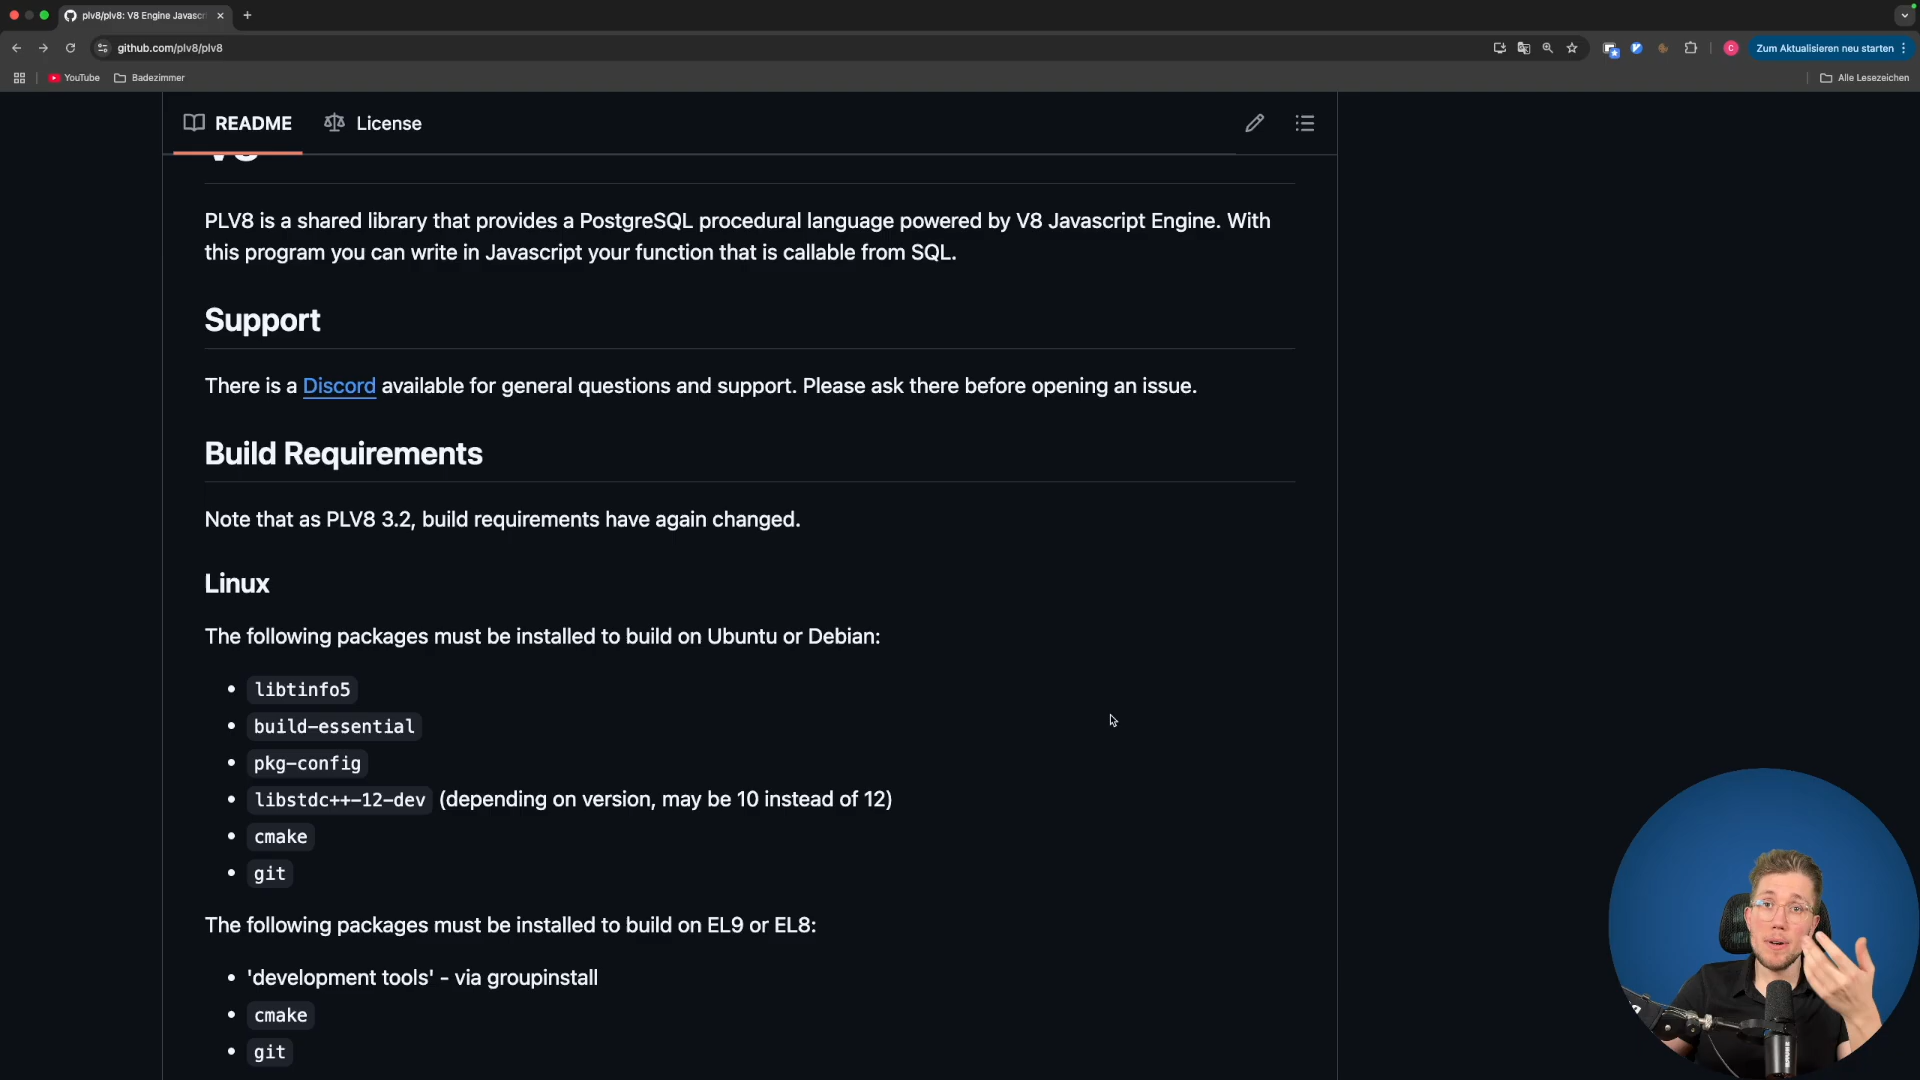 plv8/plv8: V8 Engine Javascr
github.com/plv8/plv8
C
Zum Aktualisieren neu starten
YouTube
Badezimmer
Alle Lesezeichen
README
License
PLV8 is a shared library that provides a PostgreSQL procedural language powered by V8 Javascript Engine. With
this program you can write in Javascript your function that is callable from SQL.
Support
There is a Discord available for general questions and support. Please ask there before opening an issue.
Build Requirements
Note that as PLV8 3.2, build requirements have again changed.
Linux
The following packages must be installed to build on Ubuntu or Debian:
• libtinfo5
• build-essential
• pkg-config
• libstdc++-12-dev (depending on version, may be 10 instead of 12)
• cmake
• git
The following packages must be installed to build on EL9 or EL8:
• 'development tools' - via groupinstall
• cmake
• git